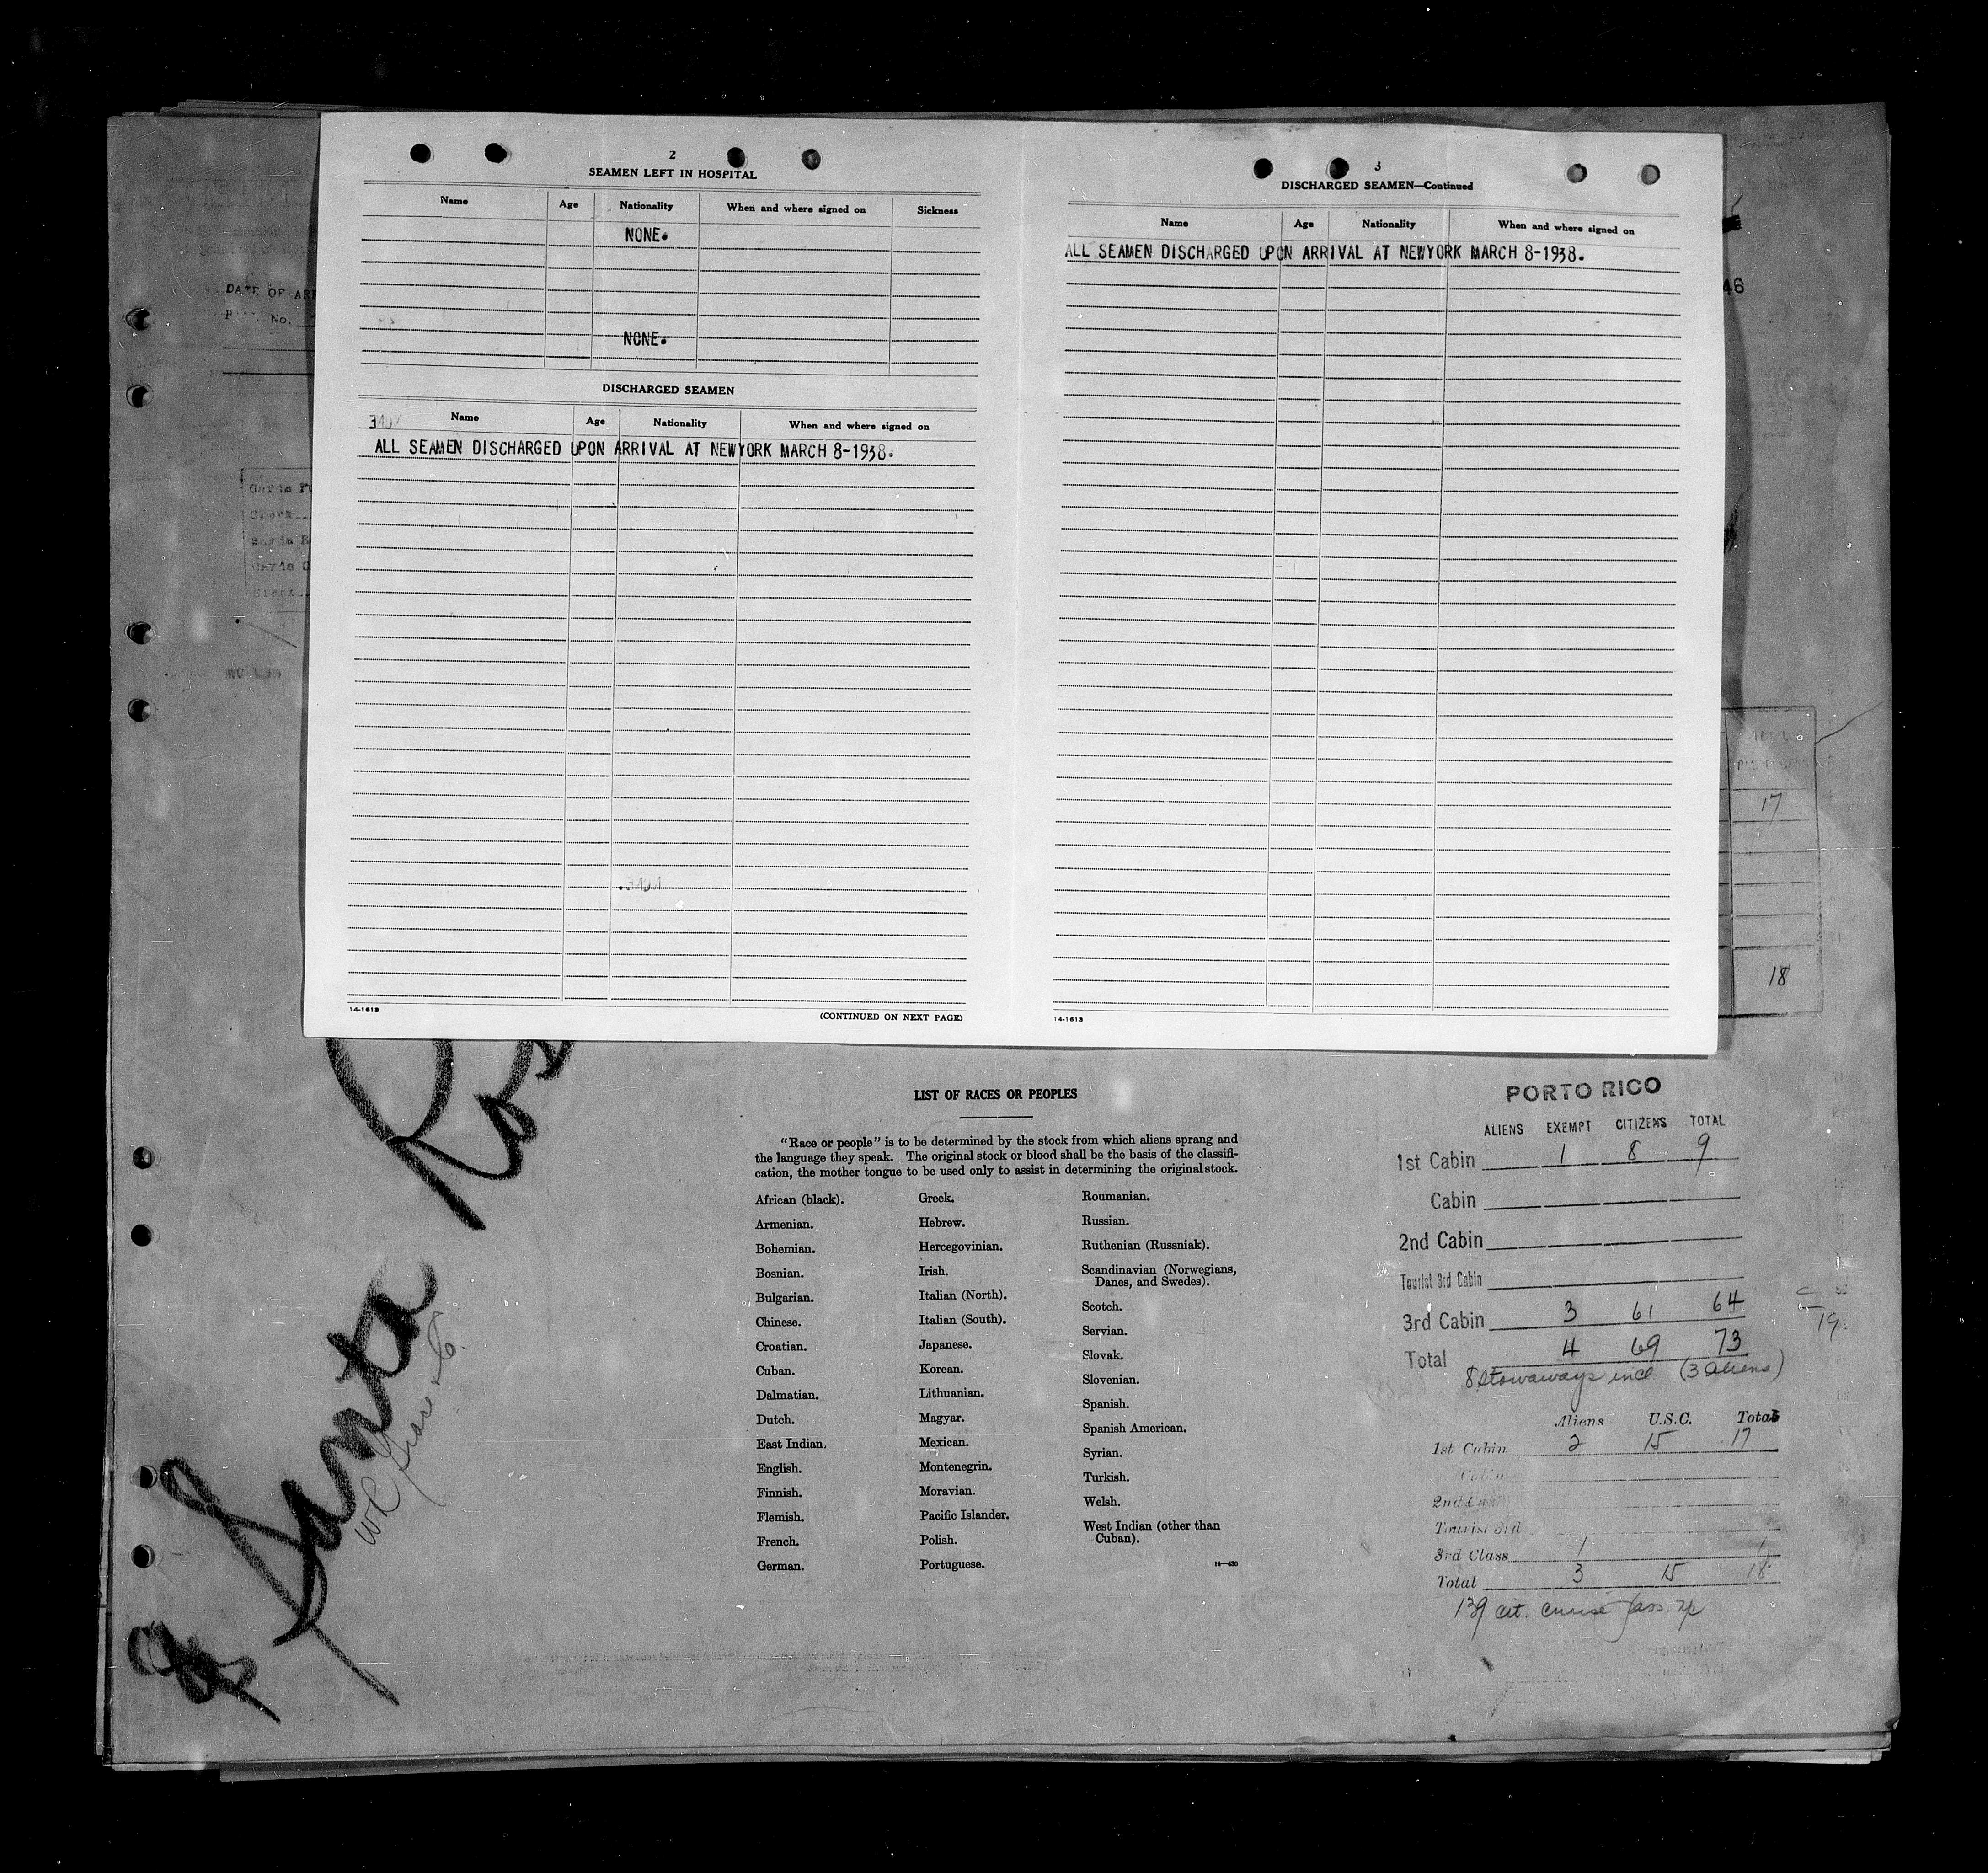 2
SEAMEN LEFT IN HOSPITAL
Name Age Nationality When and where signed on Sickness
NONE.
NONE.
DISCHARGED SEAMEN
Name Age Nationality When and where signed on
ALL SEAMEN DISCHARGED UPON ARRIVAL AT NEWYORK MARCH 8-1938.
14-1613
(CONTINUED ON NEXT PAGE)
3
DISCHARGED SEAMEN—Continued
Name Age Nationality When and where signed on
ALL SEAMEN DISCHARGED UPON ARRIVAL AT NEWYORK MARCH 8-1938.
14-1613
DATE OF ARR
No.
46
17
18
Santa Ros
LIST OF RACES OR PEOPLES
"Race or people" is to be determined by the stock from which aliens sprang and
the language they speak. The original stock or blood shall be the basis of the classifi-
cation, the mother tongue to be used only to assist in determining the original stock.
African (black).
Armenian.
Bohemian.
Bosnian.
Bulgarian.
Chinese.
Croatian.
Cuban.
Dalmatian.
Dutch.
East Indian.
English.
Finnish.
Flemish.
French.
German.
Greek.
Hebrew.
Hercegovinian.
Irish.
Italian (North).
Italian (South).
Japanese.
Korean.
Lithuanian.
Magyar.
Mexican.
Montenegrin.
Moravian.
Pacific Islander.
Polish.
Portuguese.
Roumanian.
Russian.
Ruthenian (Russniak).
Scandinavian (Norwegians,
Danes, and Swedes).
Scotch.
Servian.
Slovak.
Slovenian.
Spanish.
Spanish American.
Syrian.
Turkish.
Welsh.
West Indian (other than
Cuban).
PORTO RICO
ALIENS EXEMPT CITIZENS TOTAL
1st Cabin 1 8 9
Cabin
2nd Cabin
Tourist 3rd Cabin
3rd Cabin 3 61 64
Total 4 69 73
8 stowaways incl (3 aliens)
Aliens U.S.C. Total
1st Cabin 2 15 17
Cabin
2nd
Tourist 3rd
3rd Class 1 1
Total 3 15 18
cruise